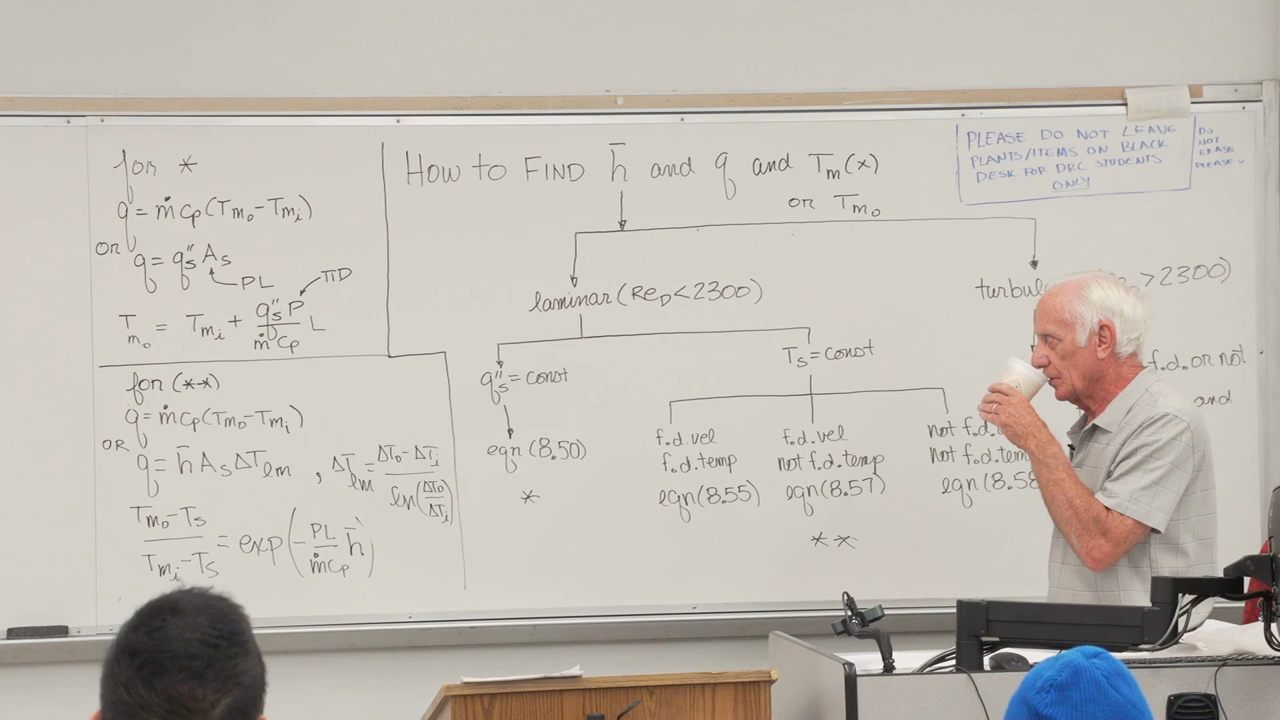 for *
q = ṁ cp (Tmo - Tmi)
OR q = q"s As
PL
πD
Tmo = Tmi + q"s P / ṁ cp L
for (**)
q = ṁ cp (Tmo - Tmi)
OR q = h̄ As ΔTlm , ΔTlm = ΔTo - ΔTi / ln(ΔTo / ΔTi)
Tmo - Ts / Tmi - Ts = exp(- PL / ṁcp h̄)
HOW TO FIND h̄ and q and Tm(x)
or Tmo
laminar (ReD < 2300)
q"s = const
eqn (8.50)
*
Ts = const
f.d. vel
f.d. temp
eqn (8.55)
f.d. vel
not f.d. temp
eqn (8.57)
**
not f.d.
not f.d. tem
eqn (8.58
turbul > 2300)
f.d. or not
and
PLEASE DO NOT LEAVE
PLANTS/ITEMS ON BLACK
DESK FOR DRC STUDENTS
ONLY
DO
NOT
ERASE
PLEASE